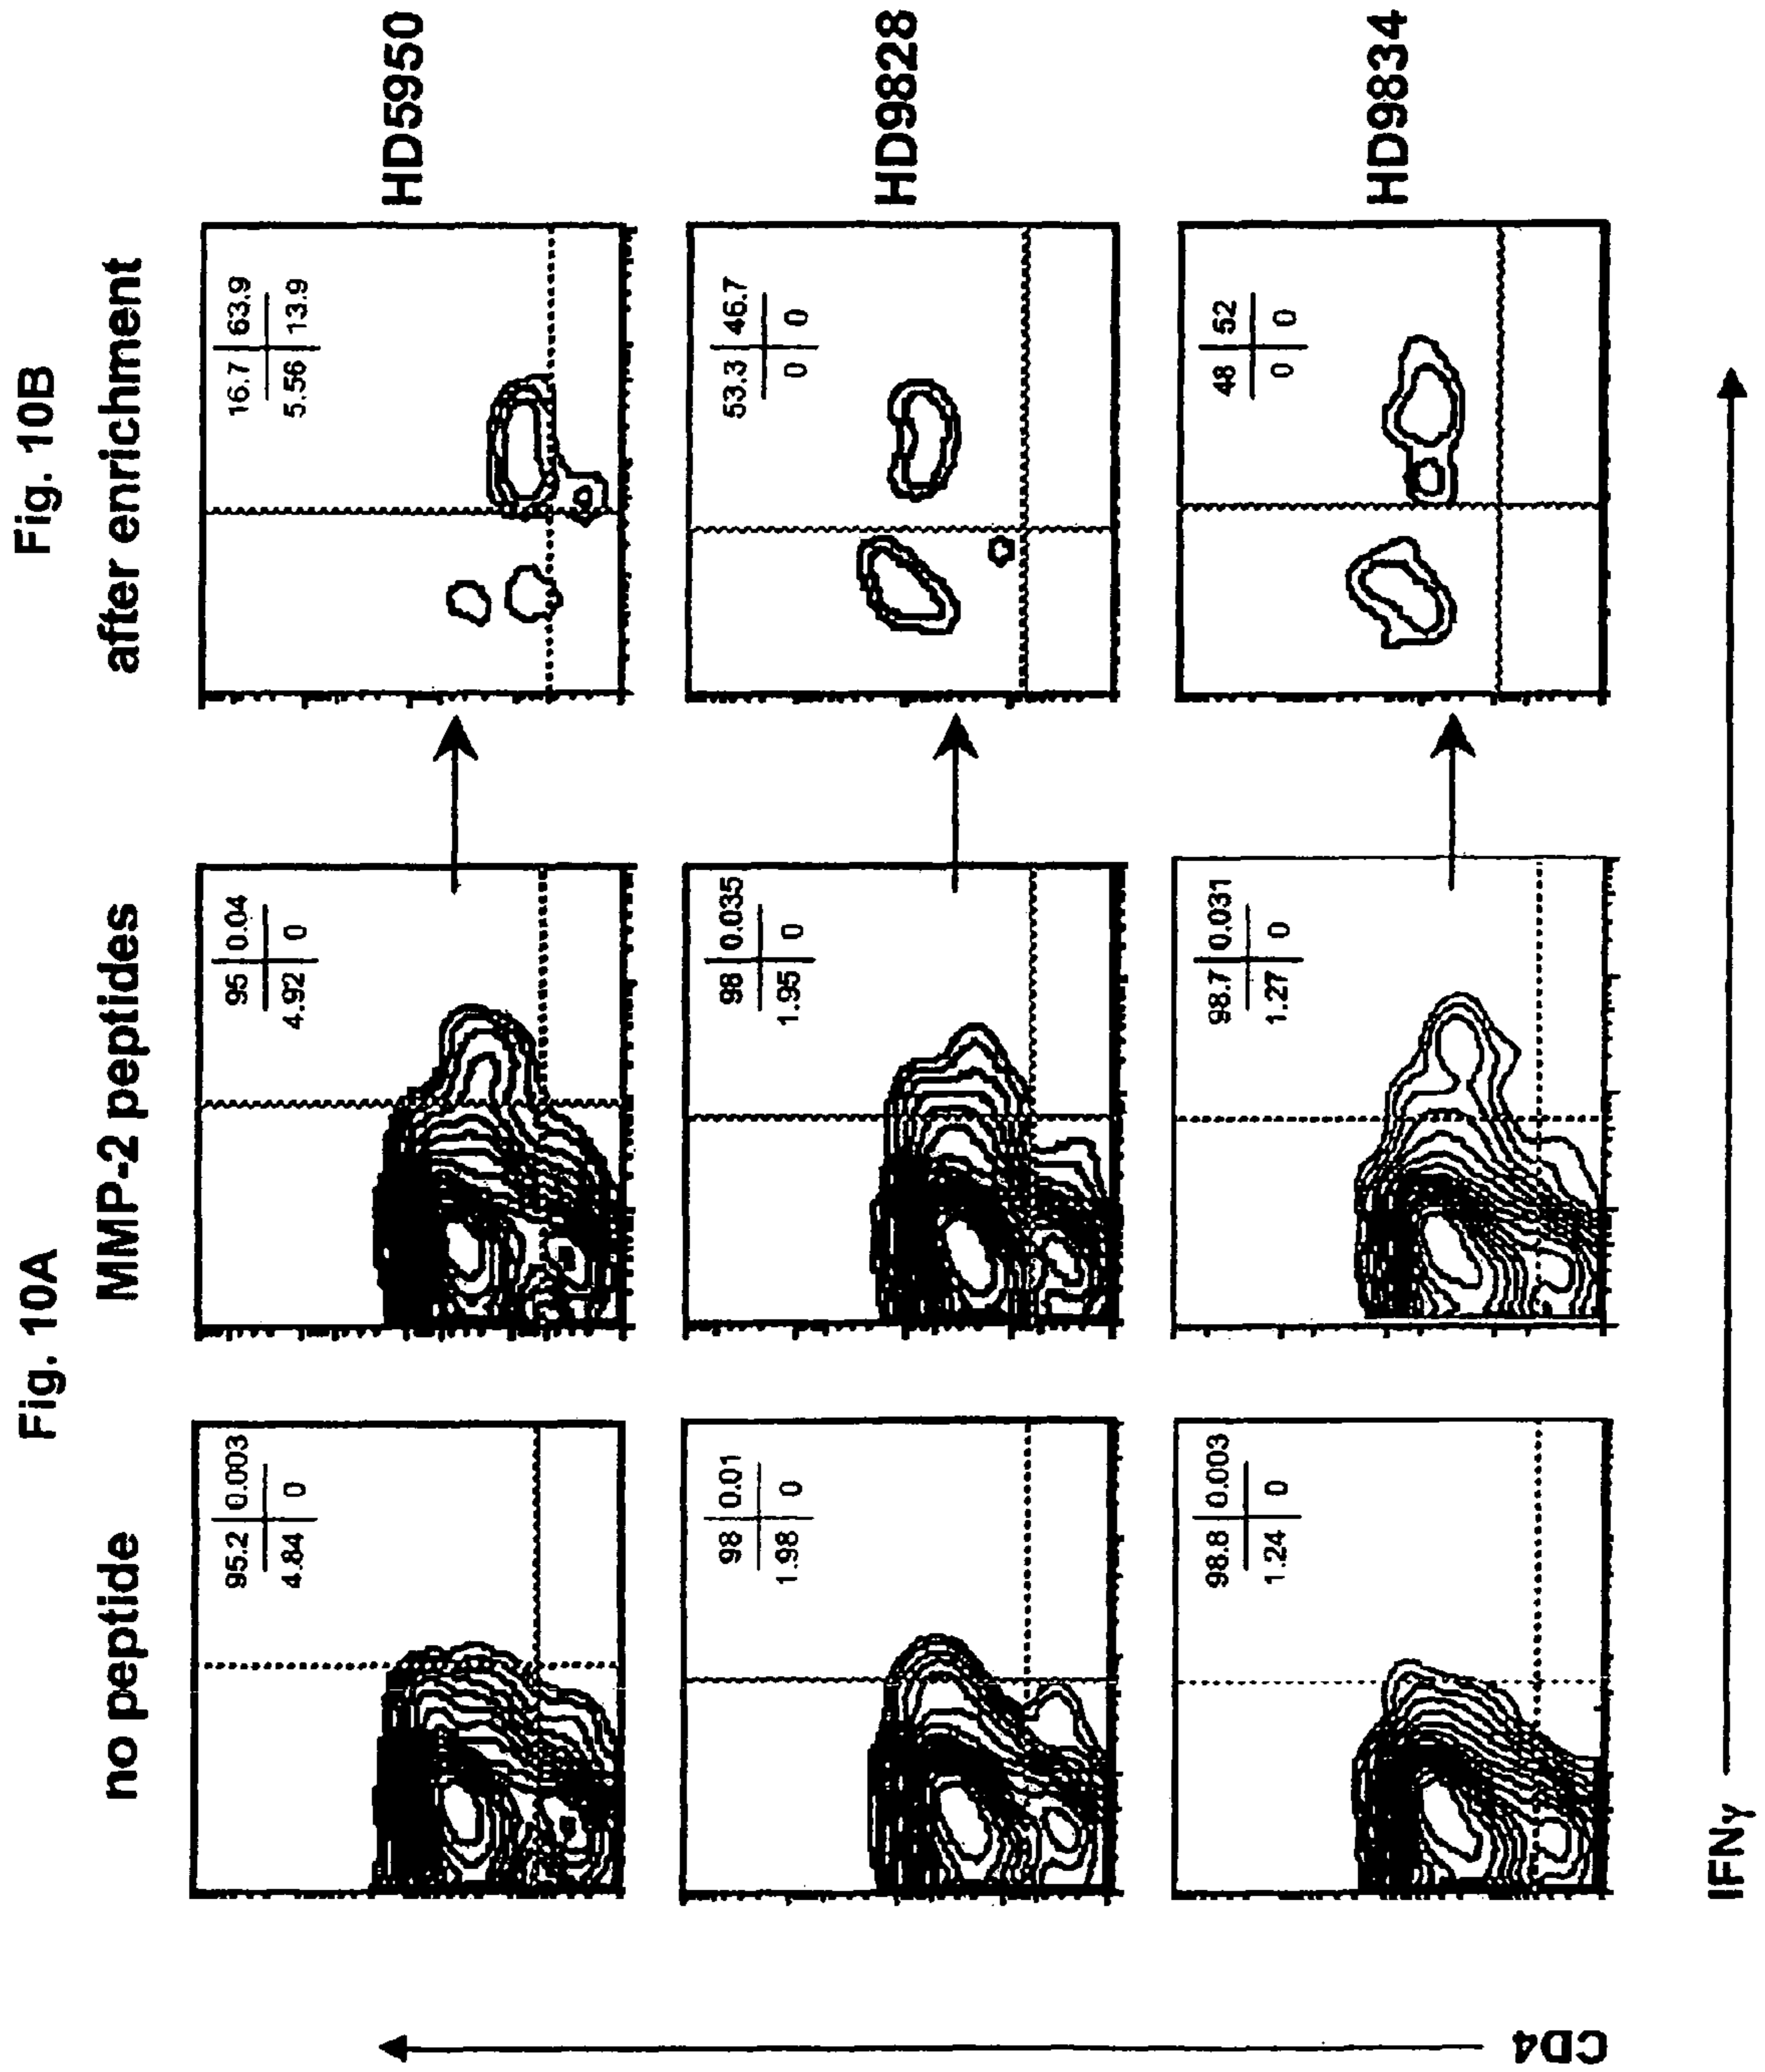 Fig. 10A
Fig. 10B
no peptide
MMP-2 peptides
after enrichment
95.2 0.003
4.84 0
95 0.04
4.92 0
16.7 63.9
5.56 13.9
HD5950
98 0.01
1.98 0
98 0.035
1.95 0
53.3 46.7
0 0
HD9828
98.8 0.003
1.24 0
98.7 0.031
1.27 0
48 52
0 0
HD9834
CD4
IFNγ